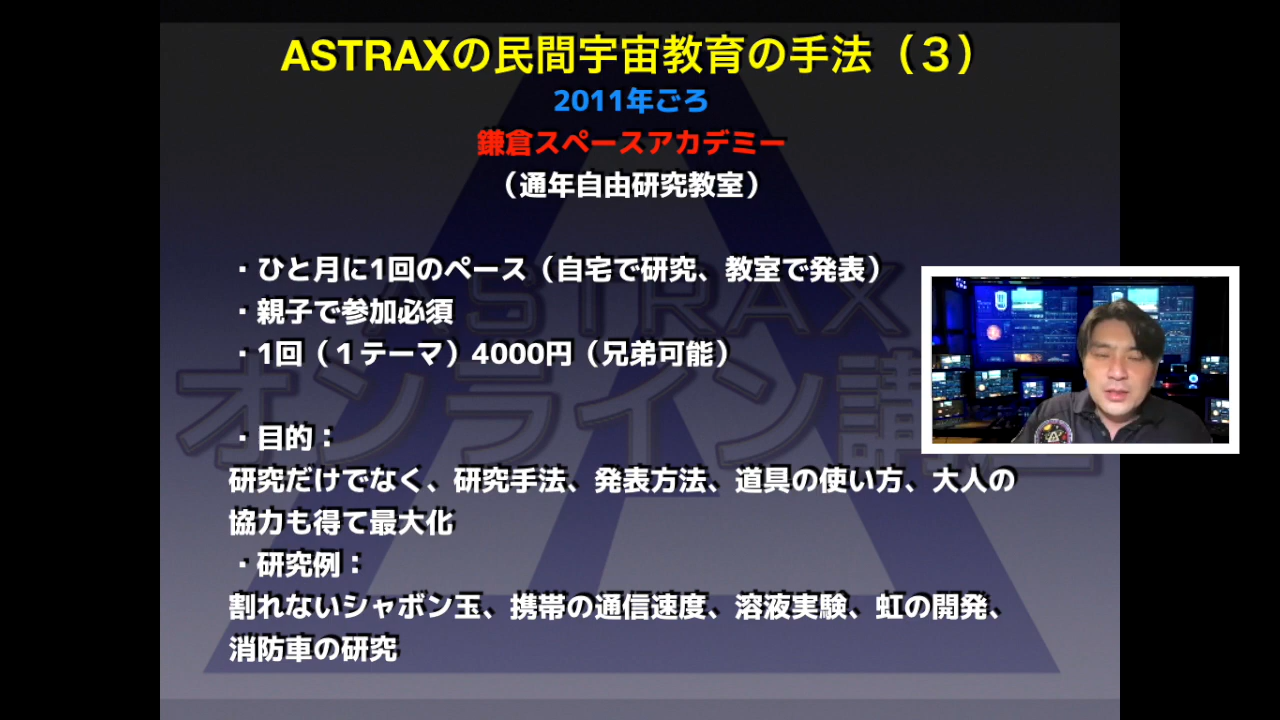 ASTRAXの民間宇宙教育の手法（３）
2011年ごろ
鎌倉スペースアカデミー
（通年自由研究教室）
・ひと月に1回のペース（自宅で研究、教室で発表）
・親子で参加必須
・1回（１テーマ）4000円（兄弟可能）
ASTRAX
オンライン講
・目的：
研究だけでなく、研究手法、発表方法、道具の使い方、大人の
協力も得て最大化
・研究例：
割れないシャボン玉、携帯の通信速度、溶液実験、虹の開発、
消防車の研究